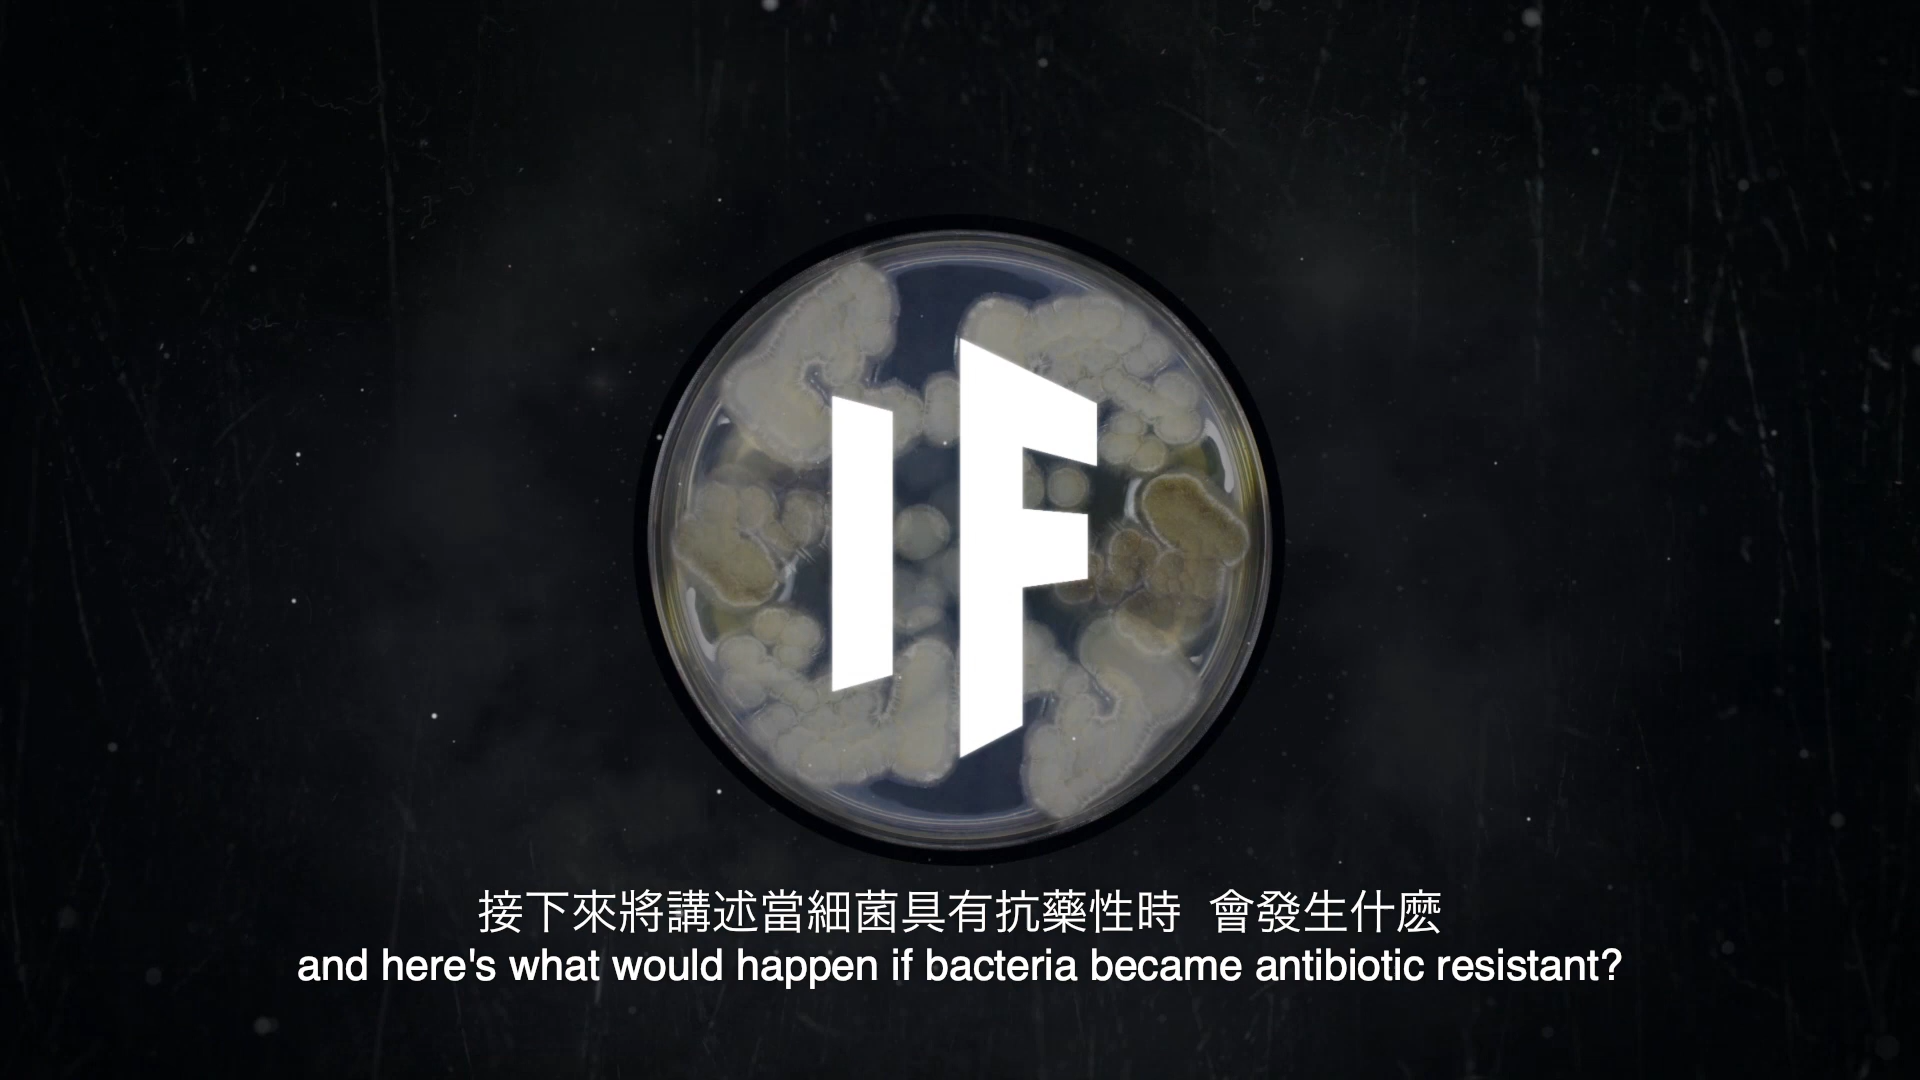 IF
接下來將講述當細菌具有抗藥性時 會發生什麽
and here's what would happen if bacteria became antibiotic resistant?